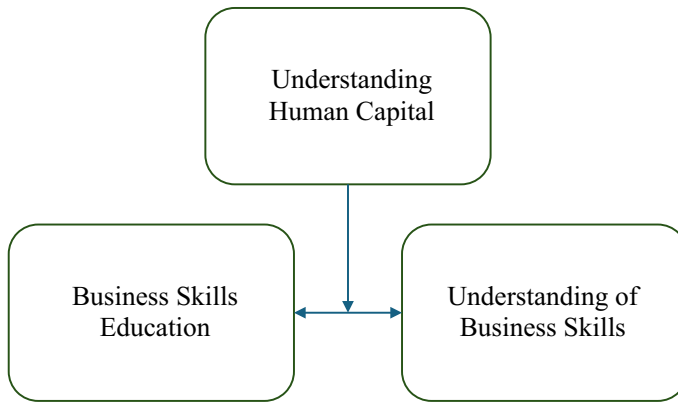 Understanding
Human Capital
Business Skills
Education
Understanding of
Business Skills